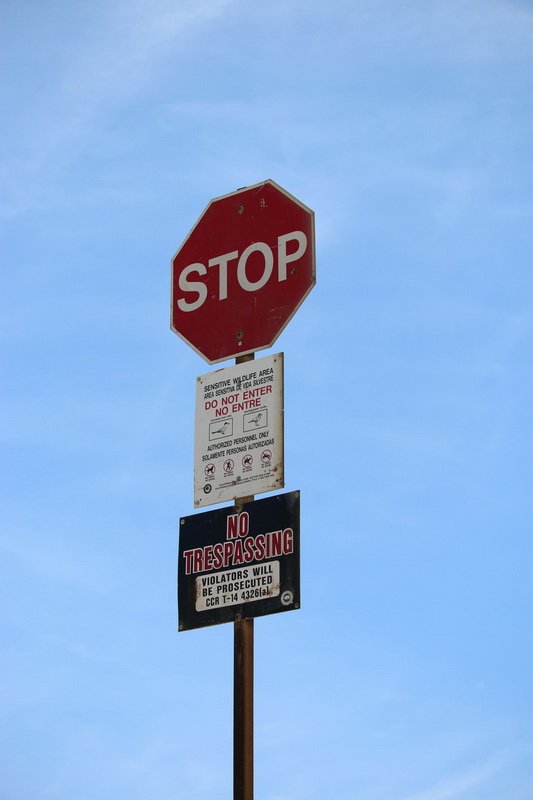 STOP
SENSITIVE WILDLIFE AREA
AREA SENSITIVA DE VIDA SILVESTRE
DO NOT ENTER
NO ENTRE
AUTHORIZED PERSONNEL ONLY
SOLAMENTE PERSONAS AUTORIZADAS
NO
TRESPASSING
VIOLATORS WILL
BE PROSECUTED
CCR T-14 4326(a)